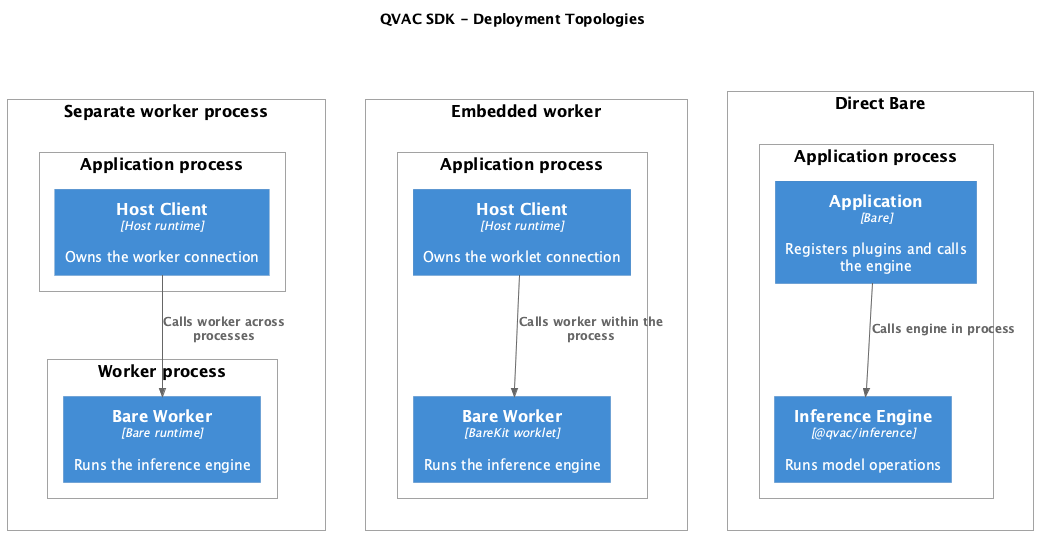 QVAC SDK – Deployment Topologies
Separate worker process
Application process
Host Client
[Host runtime]
Owns the worker connection
Calls worker across
processes
Worker process
Bare Worker
[Bare runtime]
Runs the inference engine
Embedded worker
Application process
Host Client
[Host runtime]
Owns the worklet connection
Calls worker within the
process
Bare Worker
[BareKit worklet]
Runs the inference engine
Direct Bare
Application process
Application
[Bare]
Registers plugins and calls
the engine
Calls engine in process
Inference Engine
[@qvac/inference]
Runs model operations